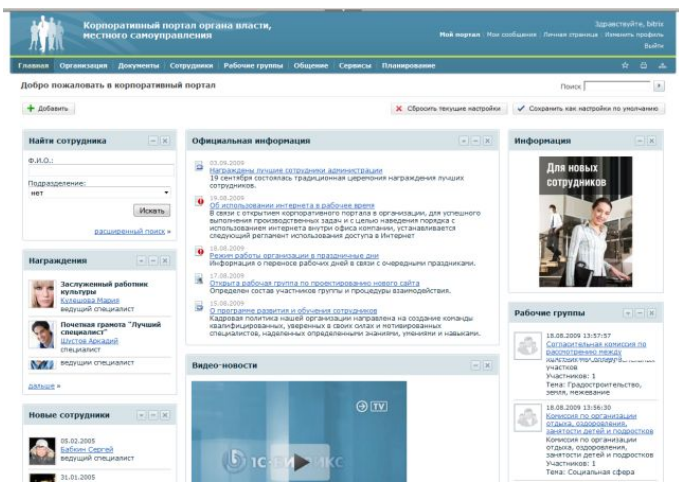 Корпоративный портал органа власти,
местного самоуправления
Здравствуйте, bitrix
Мой портал | Мои сообщения | Личная страница | Изменить профиль
Выйти
Главная Организация Документы Сотрудники Рабочие группы Общение Сервисы Планирование
Добро пожаловать в корпоративный портал
Поиск
Добавить
Сбросить текущие настройки
Сохранить как настройки по умолчанию
Найти сотрудника
Ф.И.О.:
Подразделение:
нет
Искать
расширенный поиск »
Награждения
Заслуженный работник
культуры
Кулешова Мария
ведущий специалист
Почетная грамота "Лучший
специалист"
Шустов Аркадий
специалист
ведущий специалист
дальше »
Новые сотрудники
05.02.2005
Бабкин Сергей
ведущий специалист
31.01.2005
Официальная информация
03.09.2009
Награждены лучшие сотрудники администрации
19 сентября состоялась традиционная церемония награждения лучших
сотрудников.
19.08.2009
Об использовании интернета в рабочее время
В связи с открытием корпоративного портала в организации, для успешного
выполнения производственных задач и с целью наведения порядка с
использованием интернета внутри офиса компании, устанавливается
следующий регламент использования доступа в Интернет
18.08.2009
Режим работы организации в праздничные дни
Информация о переносе рабочих дней в связи с очередными праздниками.
17.08.2009
Открыта рабочая группа по проектированию нового сайта
Определен состав участников группы и процедуры взаимодействия.
15.08.2009
О программе развития и обучения сотрудников
Кадровая политика нашей организации направлена на создание команды
квалифицированных, уверенных в своих силах и мотивированных
специалистов, наделенных определенными знаниями, умениями и навыками.
Видео-новости
TV
1С-БИТРИКС
Информация
Для новых
сотрудников
Рабочие группы
18.08.2009 13:57:57
Согласительная комиссия по
рассмотрению между
участков
Участников: 1
Тема: Градостроительство,
земля, межевание
18.08.2009 13:56:30
Комиссия по организации
отдыха, оздоровления,
занятости детей и подростков
Комиссия по организации
отдыха, оздоровления,
занятости детей и подростков
Участников: 1
Тема: Социальная сфера